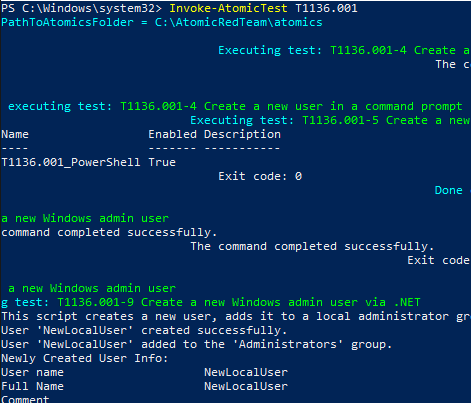 PS C:\Windows\system32> Invoke-AtomicTest T1136.001
PathToAtomicsFolder = C:\AtomicRedTeam\atomics
Executing test: T1136.001-4 Create a
The co
executing test: T1136.001-4 Create a new user in a command prompt
Executing test: T1136.001-5 Create a new
Name Enabled Description
---- ------- -----------
T1136.001_PowerShell True
Exit code: 0
Done
a new Windows admin user
command completed successfully.
The command completed successfully.
Exit code
a new Windows admin user
g test: T1136.001-9 Create a new Windows admin user via .NET
This script creates a new user, adds it to a local administrator gr
User 'NewLocalUser' created successfully.
User 'NewLocalUser' added to the 'Administrators' group.
Newly Created User Info:
User name NewLocalUser
Full Name NewLocalUser
Comment